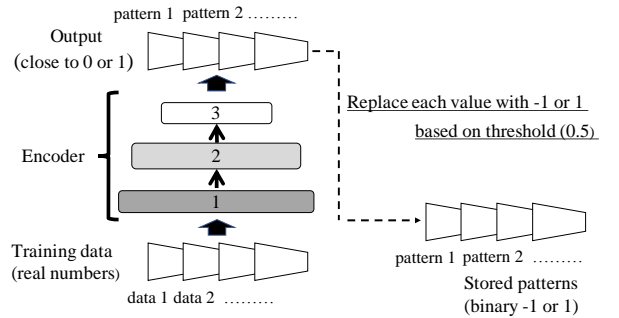 pattern 1 pattern 2 ………
Output
(close to 0 or 1)
3
Replace each value with -1 or 1
based on threshold (0.5)
Encoder
2
1
Training data
(real numbers)
data 1 data 2 ………
pattern 1 pattern 2 ………
Stored patterns
(binary -1 or 1)